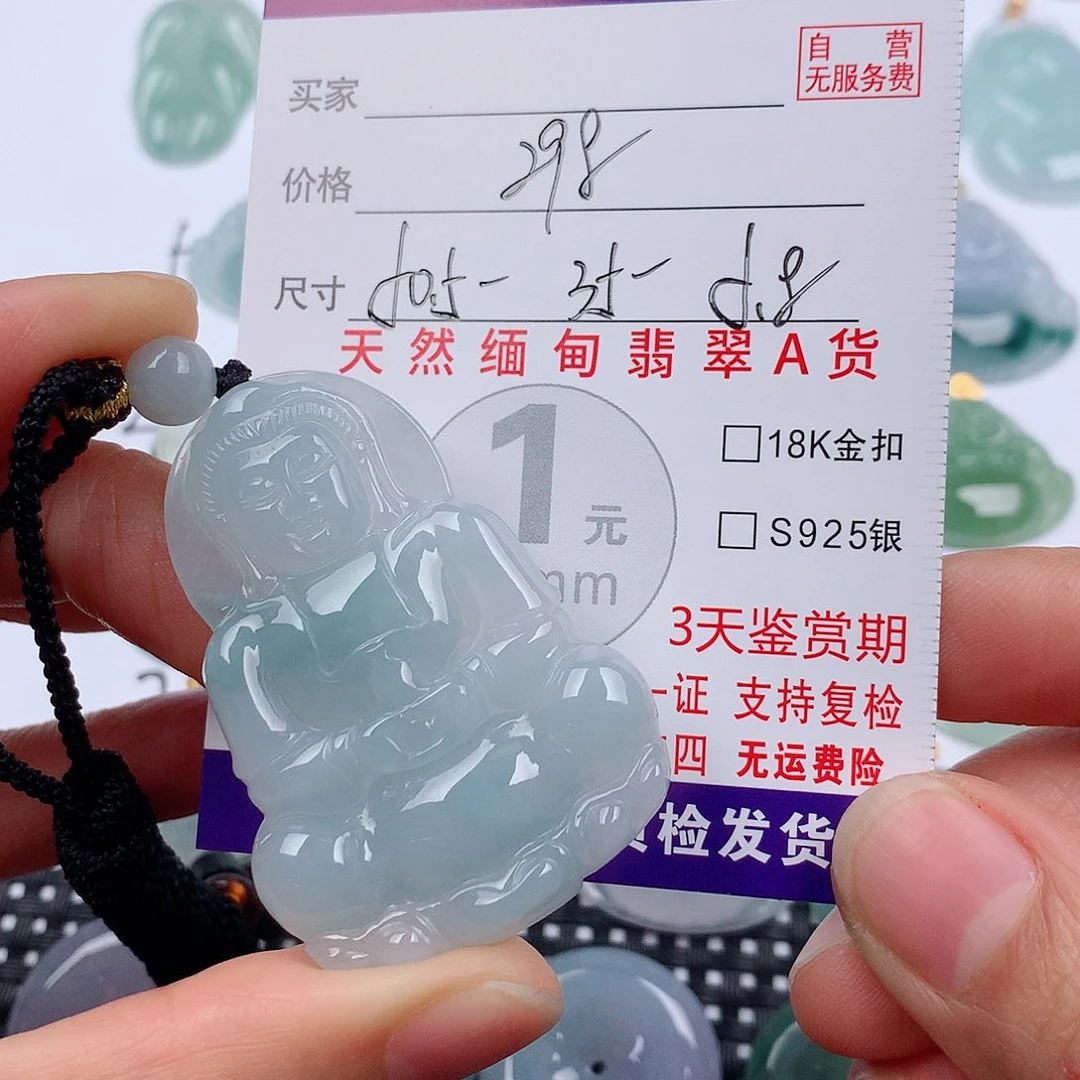 自 营
无服务费
买家
价格 298
尺寸
天然缅甸翡翠A货
1元
mm
□18K金扣
□S925银
3天鉴赏期
一证 支持复检
四 无运费险
检发货